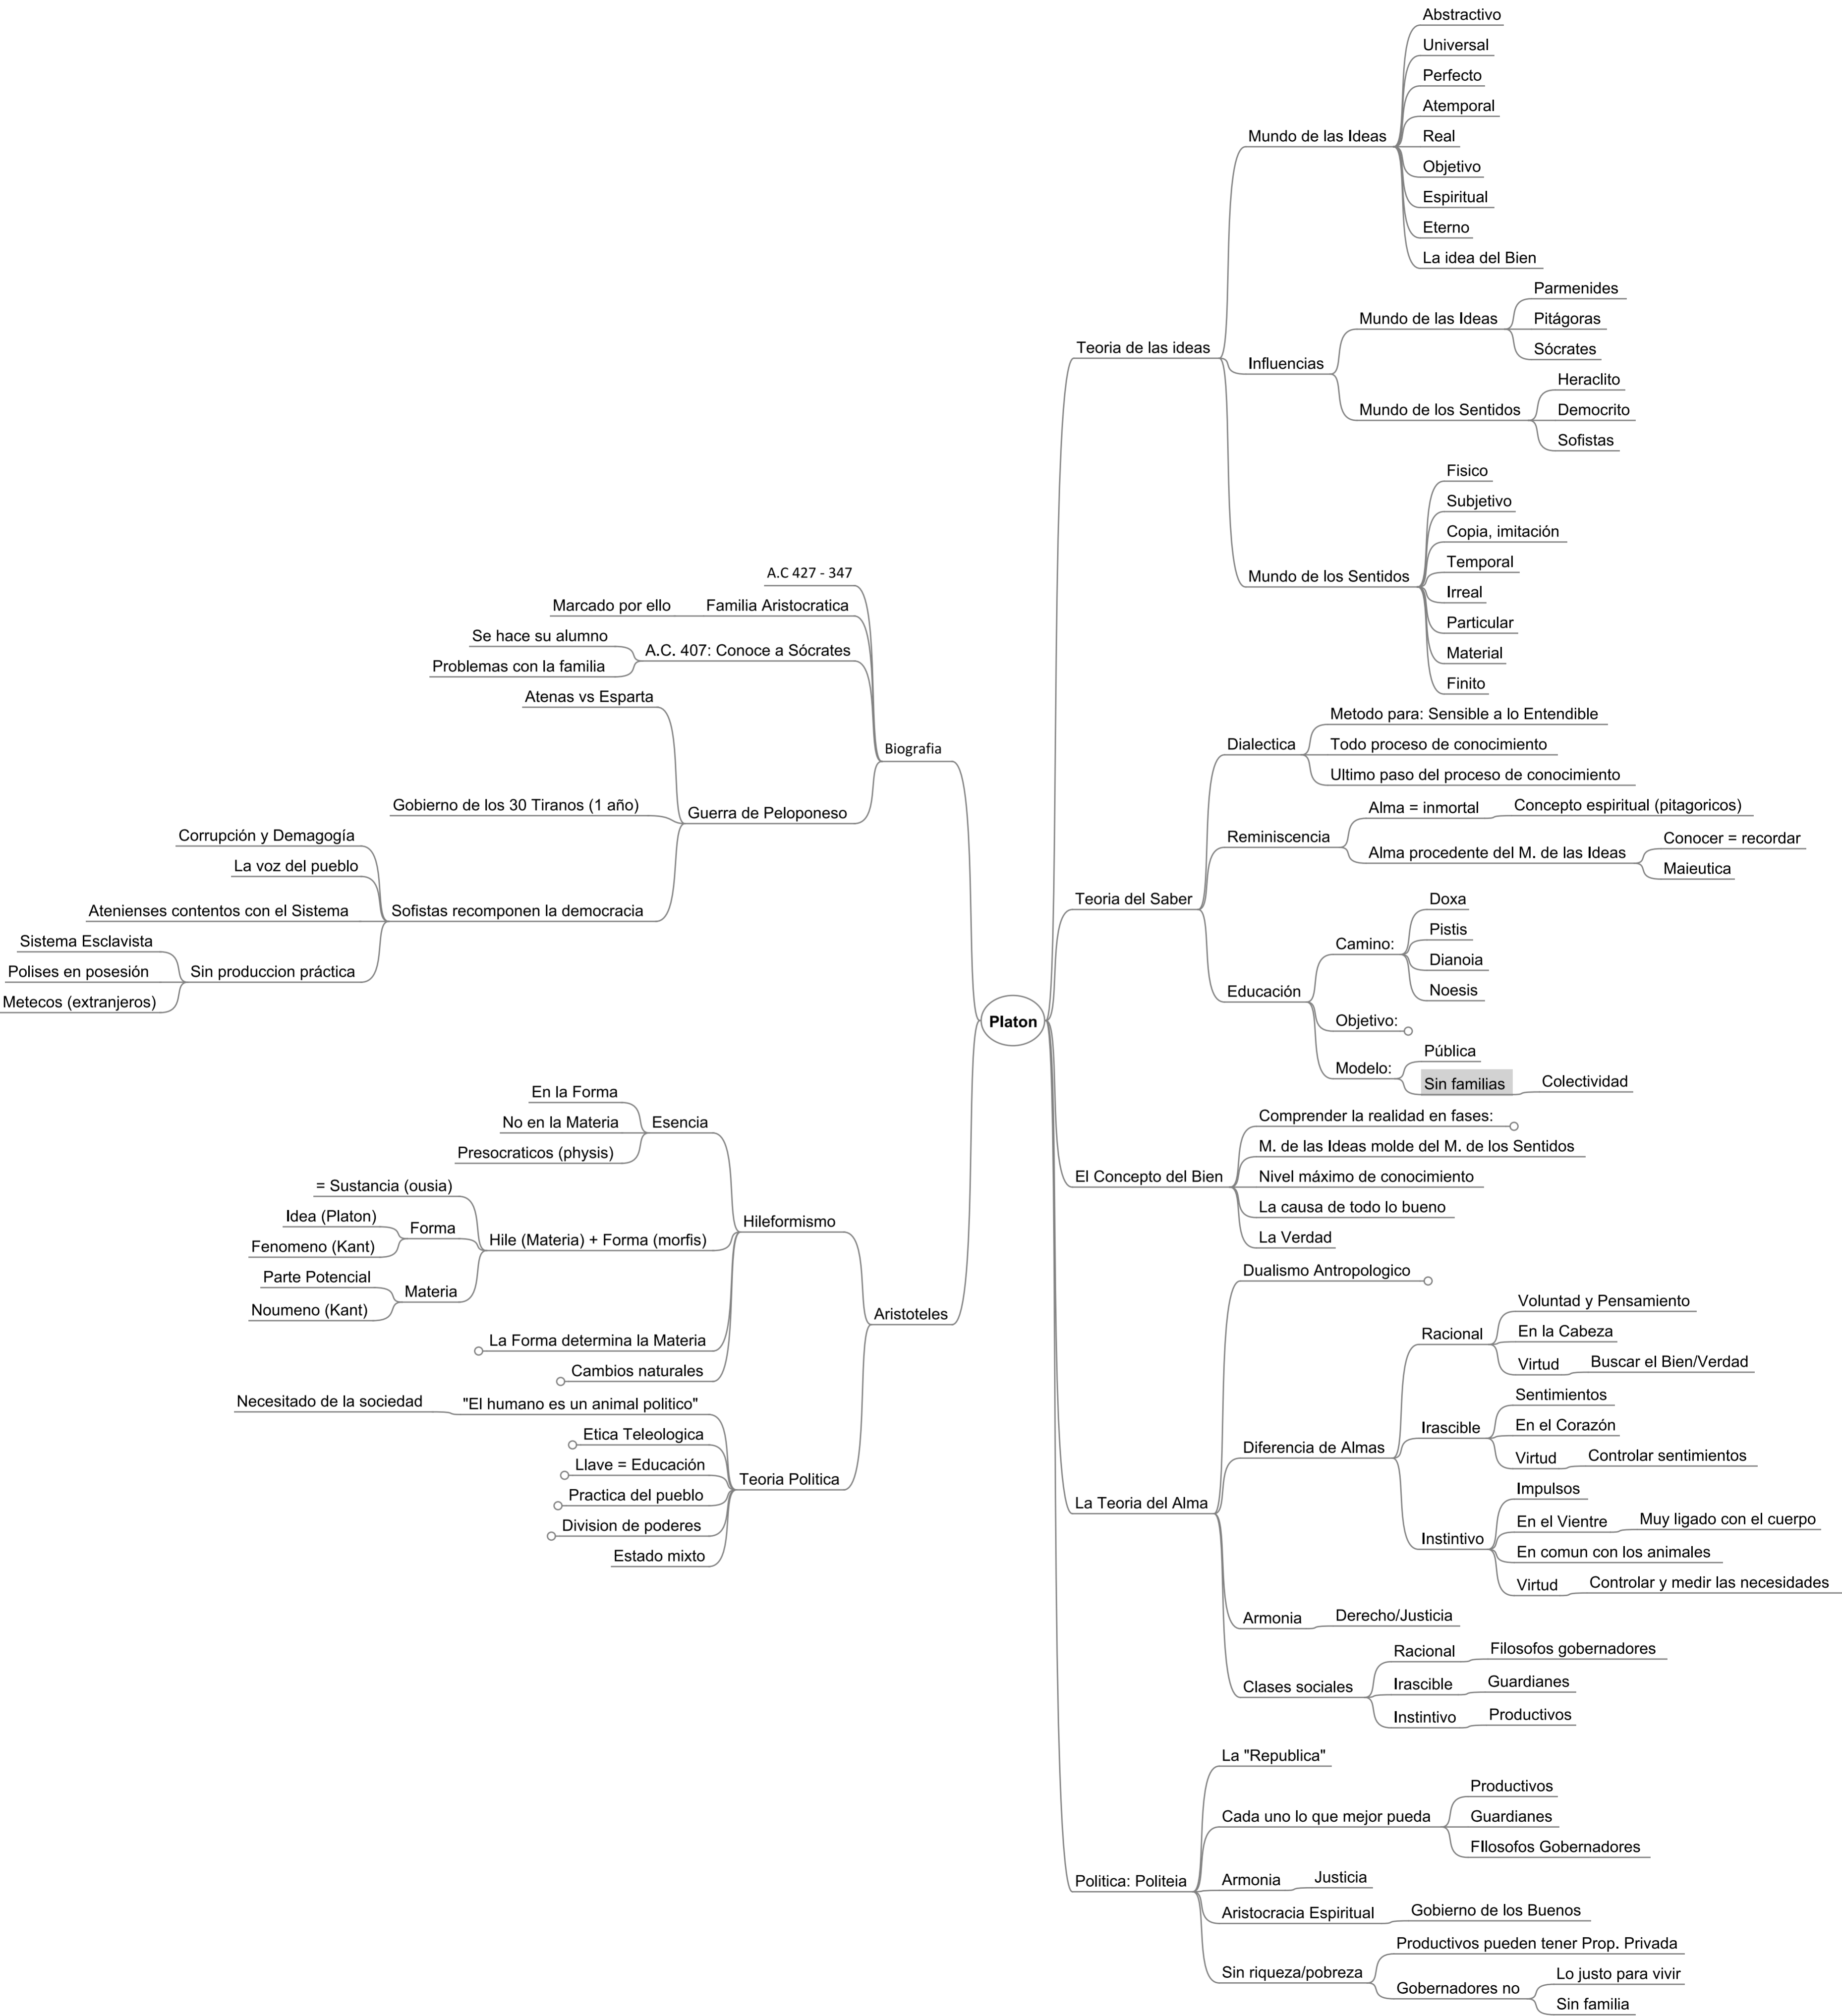 Platon
Teoria de las ideas
Mundo de las Ideas
Abstractivo
Universal
Perfecto
Atemporal
Real
Objetivo
Espiritual
Eterno
La idea del Bien
Influencias
Mundo de las Ideas
Parmenides
Pitágoras
Sócrates
Mundo de los Sentidos
Heraclito
Democrito
Sofistas
Mundo de los Sentidos
Fisico
Subjetivo
Copia, imitación
Temporal
Irreal
Particular
Material
Finito
Teoria del Saber
Dialectica
Metodo para: Sensible a lo Entendible
Todo proceso de conocimiento
Ultimo paso del proceso de conocimiento
Reminiscencia
Alma = inmortal
Concepto espiritual (pitagoricos)
Alma procedente del M. de las Ideas
Conocer = recordar
Maieutica
Educación
Camino:
Doxa
Pistis
Dianoia
Noesis
Objetivo:
Modelo:
Pública
Sin familias
Colectividad
El Concepto del Bien
Comprender la realidad en fases:
M. de las Ideas molde del M. de los Sentidos
Nivel máximo de conocimiento
La causa de todo lo bueno
La Verdad
La Teoria del Alma
Dualismo Antropologico
Diferencia de Almas
Racional
Voluntad y Pensamiento
En la Cabeza
Virtud
Buscar el Bien/Verdad
Irascible
Sentimientos
En el Corazón
Virtud
Controlar sentimientos
Instintivo
Impulsos
En el Vientre
Muy ligado con el cuerpo
En comun con los animales
Virtud
Controlar y medir las necesidades
Armonia
Derecho/Justicia
Clases sociales
Racional
Filosofos gobernadores
Irascible
Guardianes
Instintivo
Productivos
Politica: Politeia
La "Republica"
Cada uno lo que mejor pueda
Productivos
Guardianes
FIlosofos Gobernadores
Armonia
Justicia
Aristocracia Espiritual
Gobierno de los Buenos
Sin riqueza/pobreza
Productivos pueden tener Prop. Privada
Gobernadores no
Lo justo para vivir
Sin familia
Biografia
A.C 427 - 347
Familia Aristocratica
Marcado por ello
A.C. 407: Conoce a Sócrates
Se hace su alumno
Problemas con la familia
Guerra de Peloponeso
Atenas vs Esparta
Gobierno de los 30 Tiranos (1 año)
Sofistas recomponen la democracia
Corrupción y Demagogía
La voz del pueblo
Atenienses contentos con el Sistema
Sin produccion práctica
Sistema Esclavista
Polises en posesión
Metecos (extranjeros)
Aristoteles
Hileformismo
Esencia
En la Forma
No en la Materia
Presocraticos (physis)
Hile (Materia) + Forma (morfis)
= Sustancia (ousia)
Forma
Idea (Platon)
Fenomeno (Kant)
Materia
Parte Potencial
Noumeno (Kant)
La Forma determina la Materia
Cambios naturales
Teoria Politica
"El humano es un animal politico"
Necesitado de la sociedad
Etica Teleologica
Llave = Educación
Practica del pueblo
Division de poderes
Estado mixto